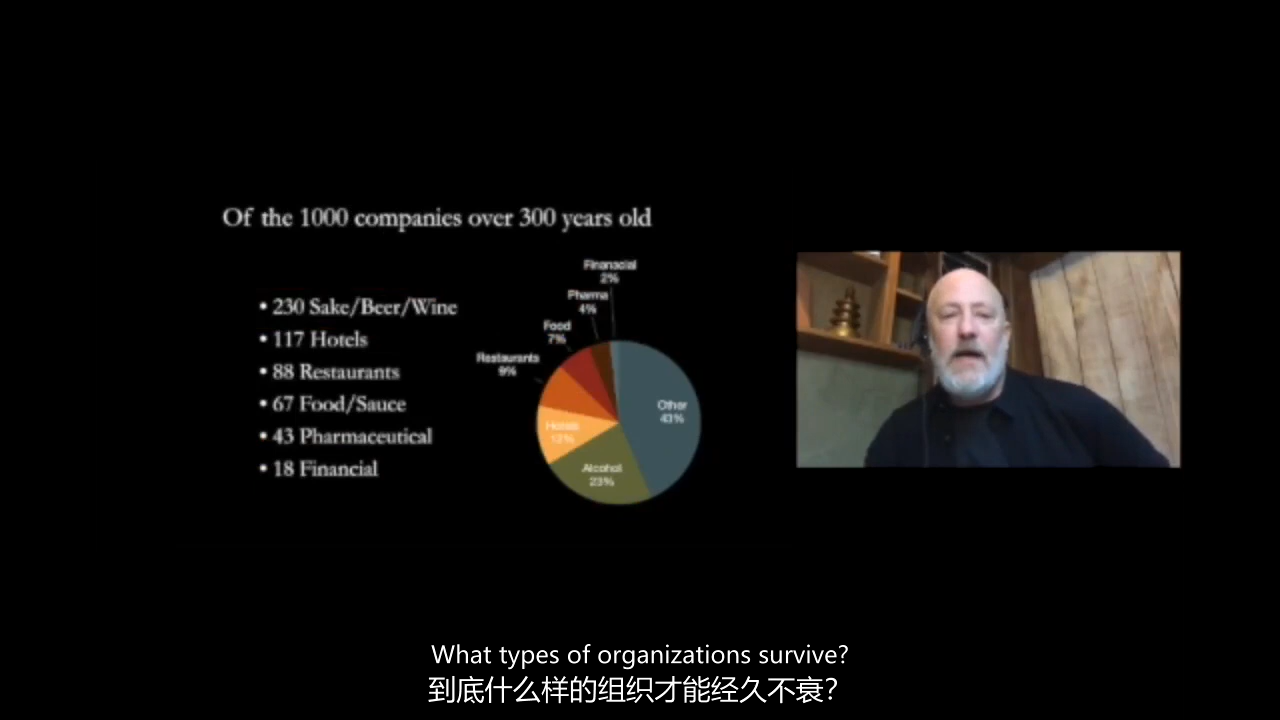 Of the 1000 companies over 300 years old
• 230 Sake/Beer/Wine
• 117 Hotels
• 88 Restaurants
• 67 Food/Sauce
• 43 Pharmaceutical
• 18 Financial
Finanacial
2%
Pharma
4%
Food
7%
Restaurants
9%
Hotels
12%
Alcohol
23%
Other
43%
What types of organizations survive?
到底什么样的组织才能经久不衰?